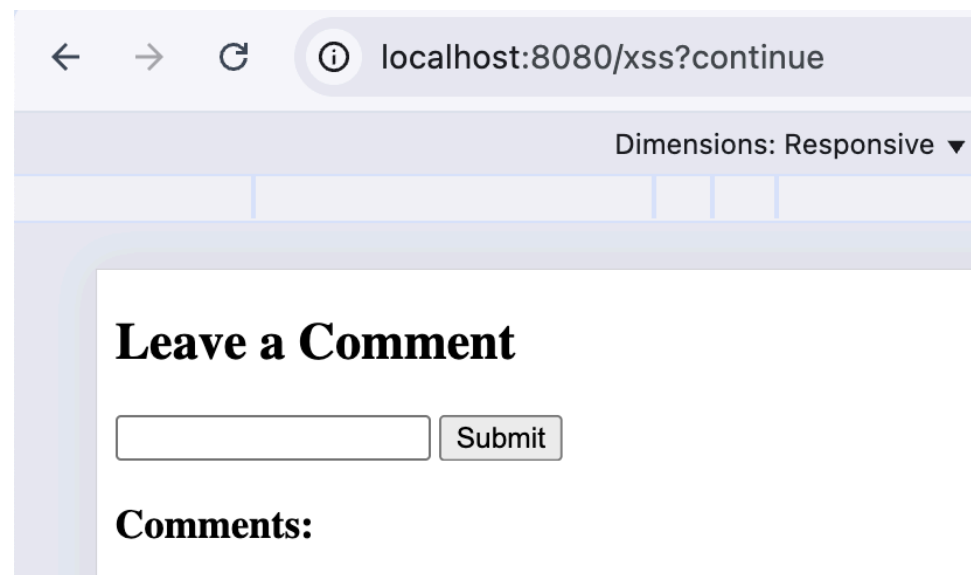 localhost:8080/xss?continue
Dimensions: Responsive
Leave a Comment
Submit
Comments: